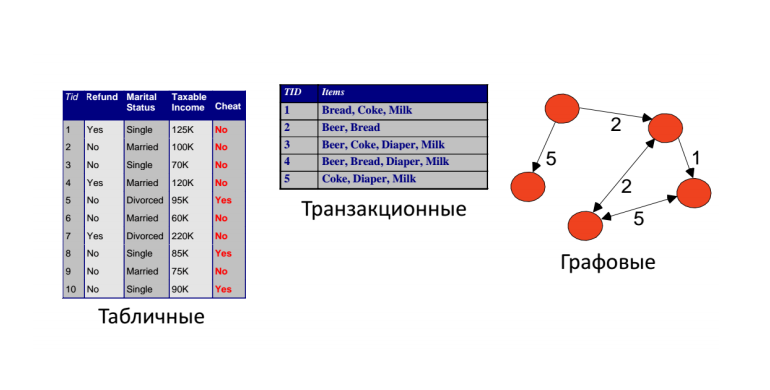 Tid Refund Marital Status Taxable Income Cheat
1 Yes Single 125K No
2 No Married 100K No
3 No Single 70K No
4 Yes Married 120K No
5 No Divorced 95K Yes
6 No Married 60K No
7 Yes Divorced 220K No
8 No Single 85K Yes
9 No Married 75K No
10 No Single 90K Yes
Табличные
TID Items
1 Bread, Coke, Milk
2 Beer, Bread
3 Beer, Coke, Diaper, Milk
4 Beer, Bread, Diaper, Milk
5 Coke, Diaper, Milk
Транзакционные
2
5
1
2
5
Графовые